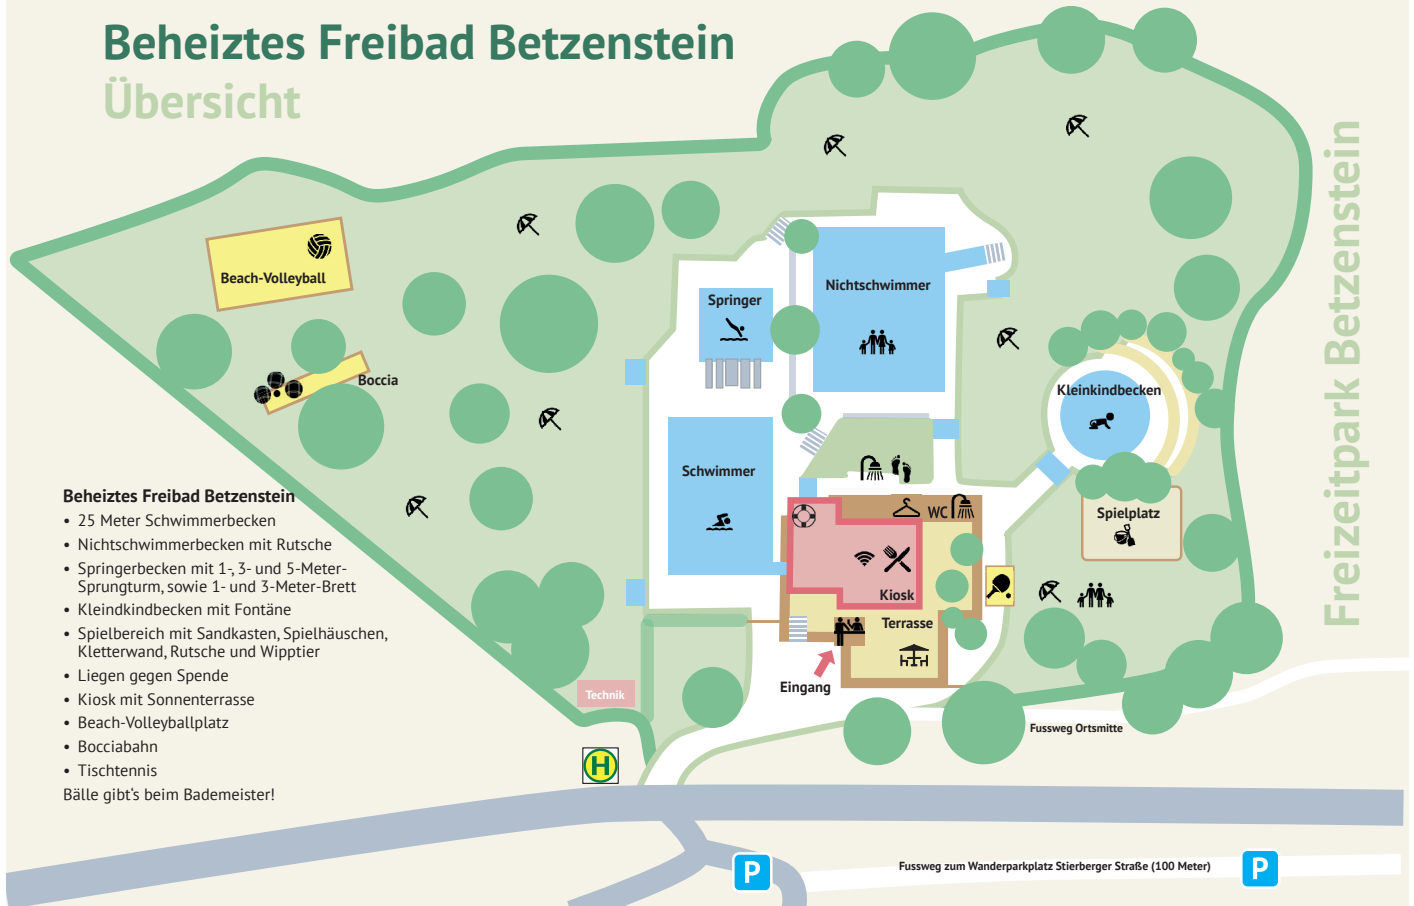 Beheiztes Freibad Betzenstein
Übersicht
Freizeitpark Betzenstein
Beach-Volleyball
Boccia
Springer
Nichtschwimmer
Kleinkindbecken
Schwimmer
WC
Spielplatz
Kiosk
Terrasse
Eingang
Technik
H
Fussweg Ortsmitte
Beheiztes Freibad Betzenstein
• 25 Meter Schwimmerbecken
• Nichtschwimmerbecken mit Rutsche
• Springerbecken mit 1-, 3- und 5-Meter-
Sprungturm, sowie 1- und 3-Meter-Brett
• Kleindkindbecken mit Fontäne
• Spielbereich mit Sandkasten, Spielhäuschen,
Kletterwand, Rutsche und Wipptier
• Liegen gegen Spende
• Kiosk mit Sonnenterrasse
• Beach-Volleyballplatz
• Bocciabahn
• Tischtennis
Bälle gibt's beim Bademeister!
P
Fussweg zum Wanderparkplatz Stierberger Straße (100 Meter)
P